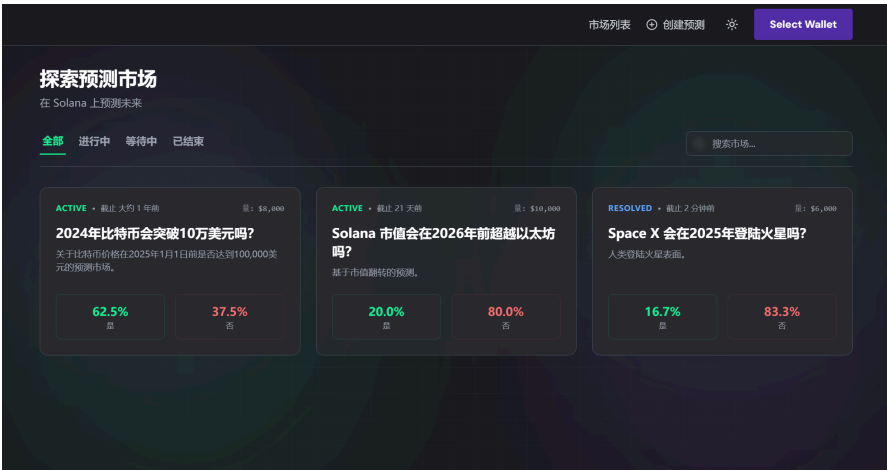 市场列表 创建预测 Select Wallet
探索预测市场
在 Solana 上预测未来
全部 进行中 等待中 已结束 搜索市场...
ACTIVE • 截止 大约 1 年前 量: $8,000
2024年比特币会突破10万美元吗?
关于比特币价格在2025年1月1日前是否达到100,000美
元的预测市场。
62.5% 37.5%
是 否
ACTIVE • 截止 21 天前 量: $10,000
Solana 市值会在2026年前超越以太坊
吗?
基于市值翻转的预测。
20.0% 80.0%
是 否
RESOLVED • 截止 2 分钟前 量: $6,000
Space X 会在2025年登陆火星吗?
人类登陆火星表面。
16.7% 83.3%
是 否